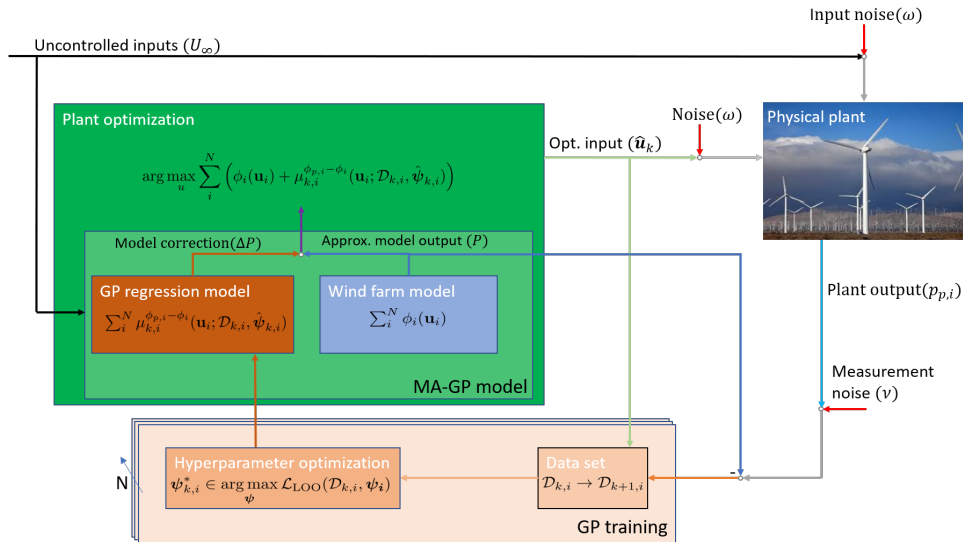 Input noise(ω)
Uncontrolled inputs (U∞)
Plant optimization
Noise(ω)
Physical plant
Opt. input (û_k)
arg max_u ∑_i^N (ϕ_i(u_i) + μ_{k,i}^{ϕ_{p,i}−ϕ_i}(u_i; D_{k,i}, ψ̂_{k,i}))
Model correction(ΔP)
Approx. model output (P)
GP regression model
∑_i^N μ_{k,i}^{ϕ_{p,i}−ϕ_i}(u_i; D_{k,i}, ψ̂_{k,i})
Wind farm model
∑_i^N ϕ_i(u_i)
Plant output(p_{p,i})
MA-GP model
Measurement
noise (ν)
N
Hyperparameter optimization
ψ*_{k,i} ∈ arg max_ψ L_LOO(D_{k,i}, ψ_i)
Data set
D_{k,i} → D_{k+1,i}
-
GP training